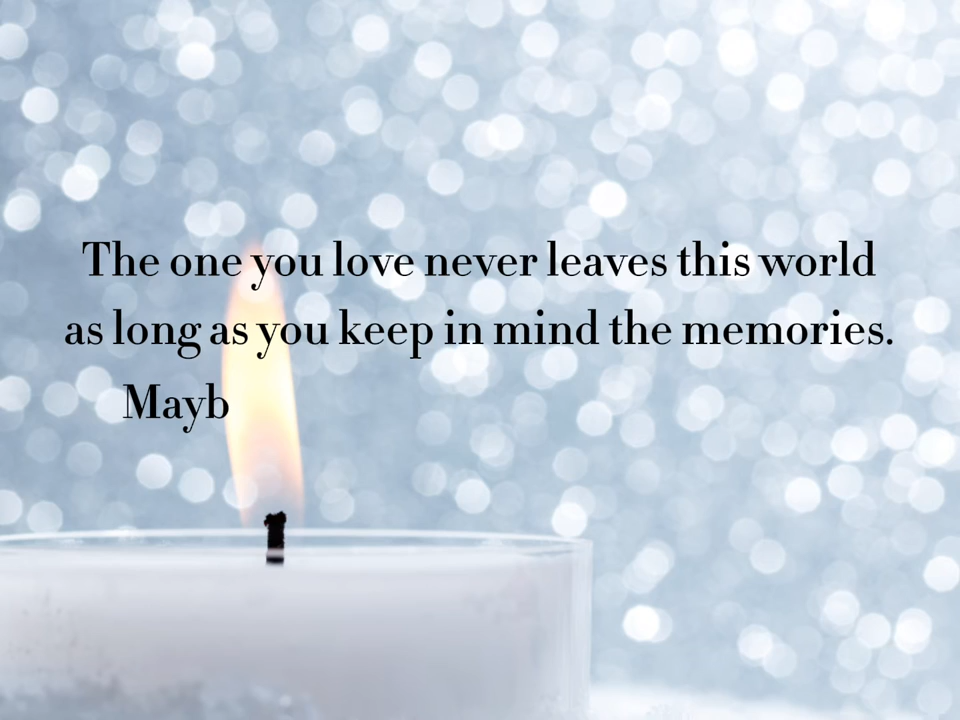 The one you love never leaves this world
as long as you keep in mind the memories.
Mayb